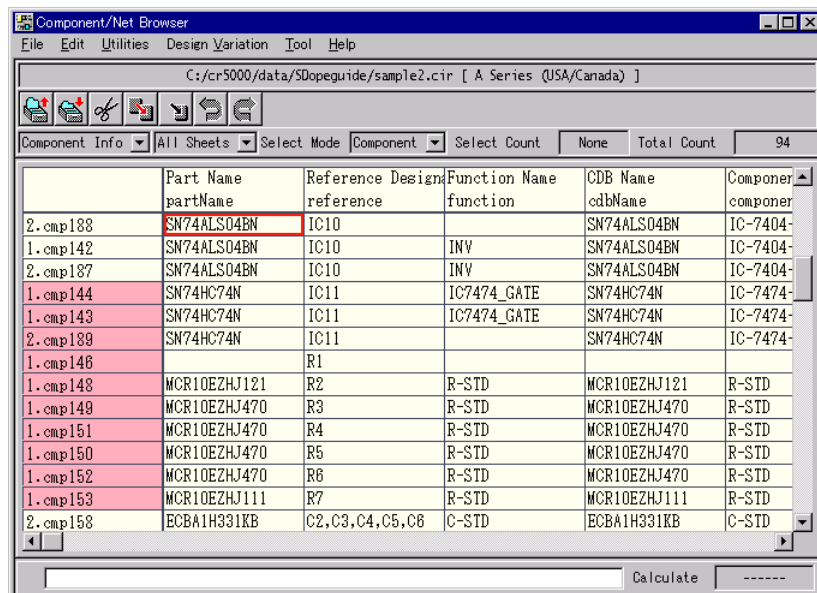 Component/Net Browser
File Edit Utilities Design Variation Tool Help
C:/cr5000/data/SDopeguide/sample2.cir [ A Series (USA/Canada) ]
Component Info All Sheets Select Mode Component Select Count None Total Count 94
Part Name Reference Designa Function Name CDB Name Componen
partName reference function cdbName componen
2.cmp188 SN74ALS04BN IC10 SN74ALS04BN IC-7404-
1.cmp142 SN74ALS04BN IC10 INV SN74ALS04BN IC-7404-
2.cmp187 SN74ALS04BN IC10 INV SN74ALS04BN IC-7404-
1.cmp144 SN74HC74N IC11 IC7474_GATE SN74HC74N IC-7474-
1.cmp143 SN74HC74N IC11 IC7474_GATE SN74HC74N IC-7474-
2.cmp189 SN74HC74N IC11 SN74HC74N IC-7474-
1.cmp146 R1
1.cmp148 MCR10EZHJ121 R2 R-STD MCR10EZHJ121 R-STD
1.cmp149 MCR10EZHJ470 R3 R-STD MCR10EZHJ470 R-STD
1.cmp151 MCR10EZHJ470 R4 R-STD MCR10EZHJ470 R-STD
1.cmp150 MCR10EZHJ470 R5 R-STD MCR10EZHJ470 R-STD
1.cmp152 MCR10EZHJ470 R6 R-STD MCR10EZHJ470 R-STD
1.cmp153 MCR10EZHJ111 R7 R-STD MCR10EZHJ111 R-STD
2.cmp158 ECBA1H331KB C2,C3,C4,C5,C6 C-STD ECBA1H331KB C-STD
Calculate ------